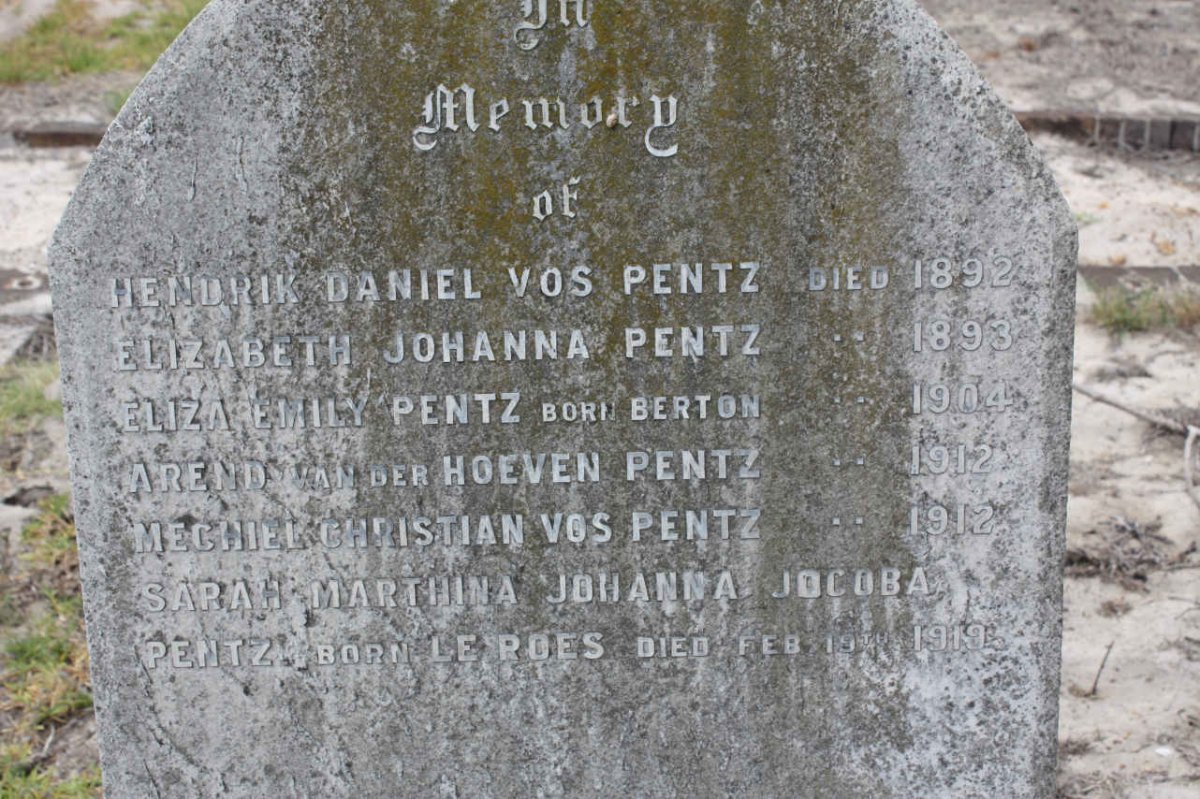 In
Memory
of
HENDRIK DANIEL VOS PENTZ DIED 1892
ELIZABETH JOHANNA PENTZ ·· 1893
ELIZA EMILY PENTZ BORN BERTON ·· 1904
AREND VAN DER HOEVEN PENTZ ·· 1912
MECHIEL CHRISTIAN VOS PENTZ ·· 1912
SARAH MARTHINA JOHANNA JOCOBA
PENTZ BORN LE ROES DIED FEB. 19TH 1919